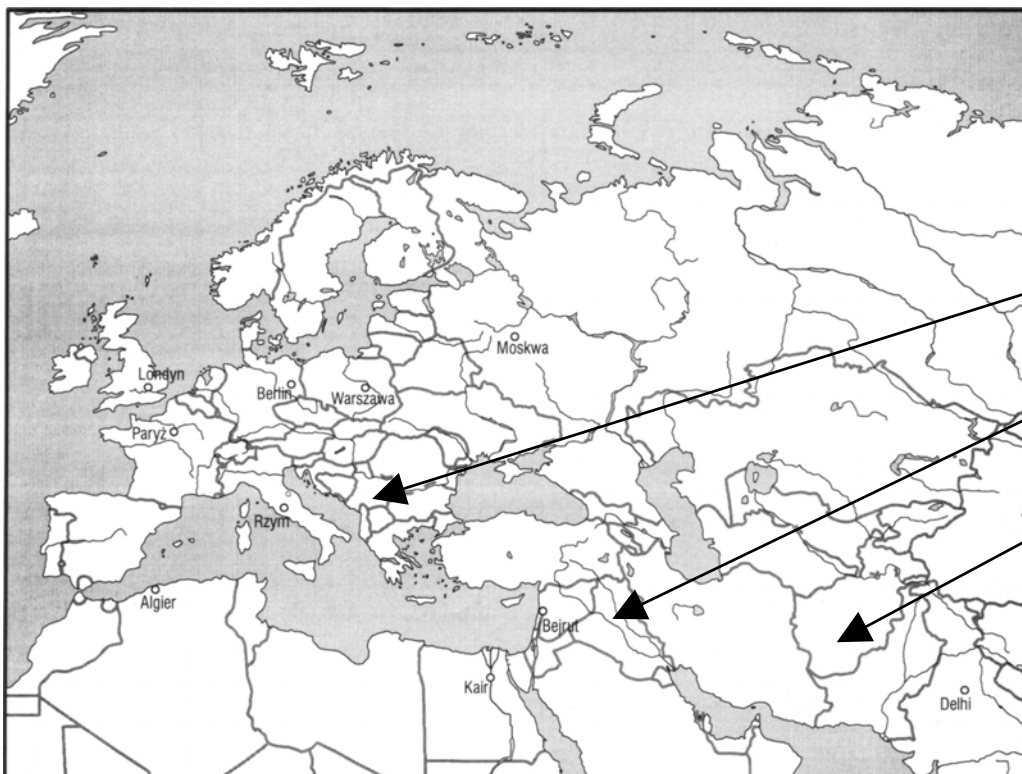 Moskwa
Londyn
Berlin
Warszawa
Paryż
Rzym
Algier
Bejrut
Kair
Delhi